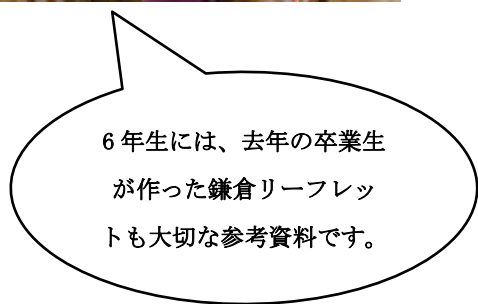 6年生には、去年の卒業生
が作った鎌倉リーフレッ
トも大切な参考資料です。